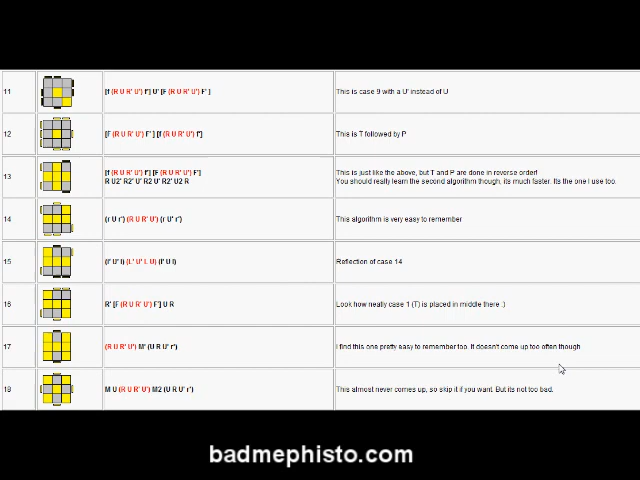 11 [f (R U R' U') f'] U' [F (R U R' U') F' ] This is case 9 with a U' instead of U
12 [F (R U R' U') F' ] [f (R U R' U') f'] This is T followed by P
13 [f (R U R' U') f'] [F (R U R' U') F'] This is just like the above, but T and P are done in reverse order!
R U2' R2' U' R2 U' R2' U2 R You should really learn the second algorithm though, its much faster. Its the one I use too.
14 (r U r') (R U R' U') (r U' r') This algorithm is very easy to remember
15 (l' U' l) (L' U' L U) (l' U l) Reflection of case 14
16 R' [F (R U R' U') F'] U R Look how neally case 1 (T) is placed in middle there :)
17 (R U R' U') M' (U R U' r') I find this one pretty easy to remember too. It doesn't come up too often though
18 M U (R U R' U') M2 (U R U' r') This almost never comes up, so skip it if you want. But its not too bad.
badmephisto.com